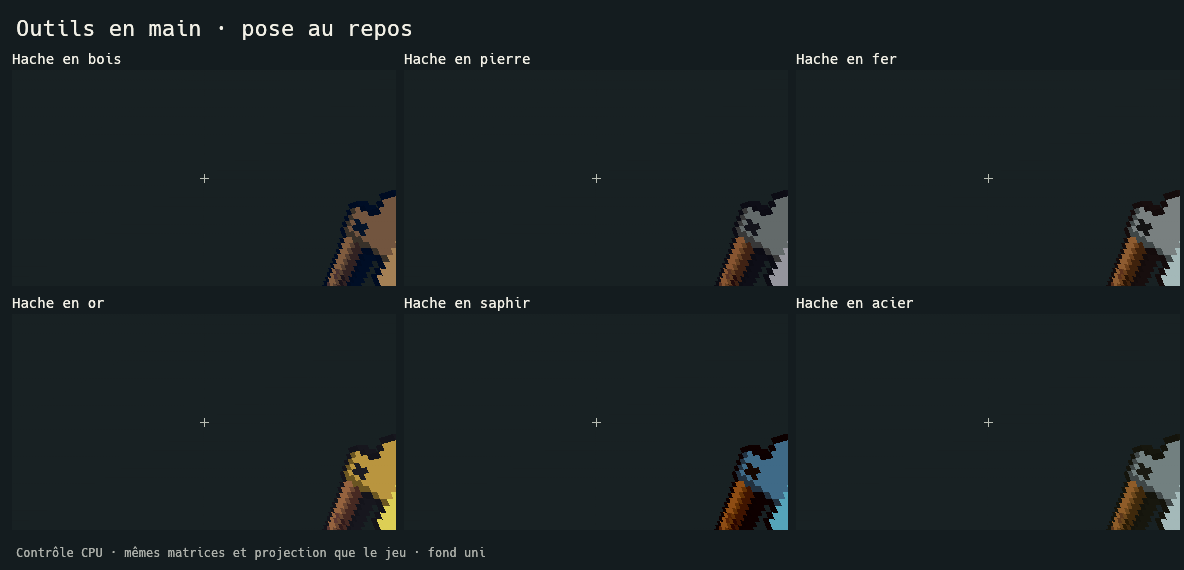 Outils en main · pose au repos
Hache en bois
Hache en pierre
Hache en fer
Hache en or
Hache en saphir
Hache en acier
Contrôle CPU · mêmes matrices et projection que le jeu · fond uni